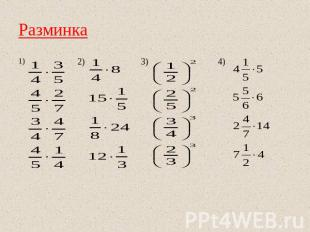 Разминка
1) 1/4 · 3/5
4/5 · 2/7
3/4 · 4/7
4/5 · 1/4
2) 1/4 · 8
15 · 1/5
1/8 · 24
12 · 1/3
3) (1/2)²
(2/5)²
(3/4)³
(2/3)³
4) 4 1/5 · 5
5 5/6 · 6
2 4/7 · 14
7 1/2 · 4
PPt4WEB.ru